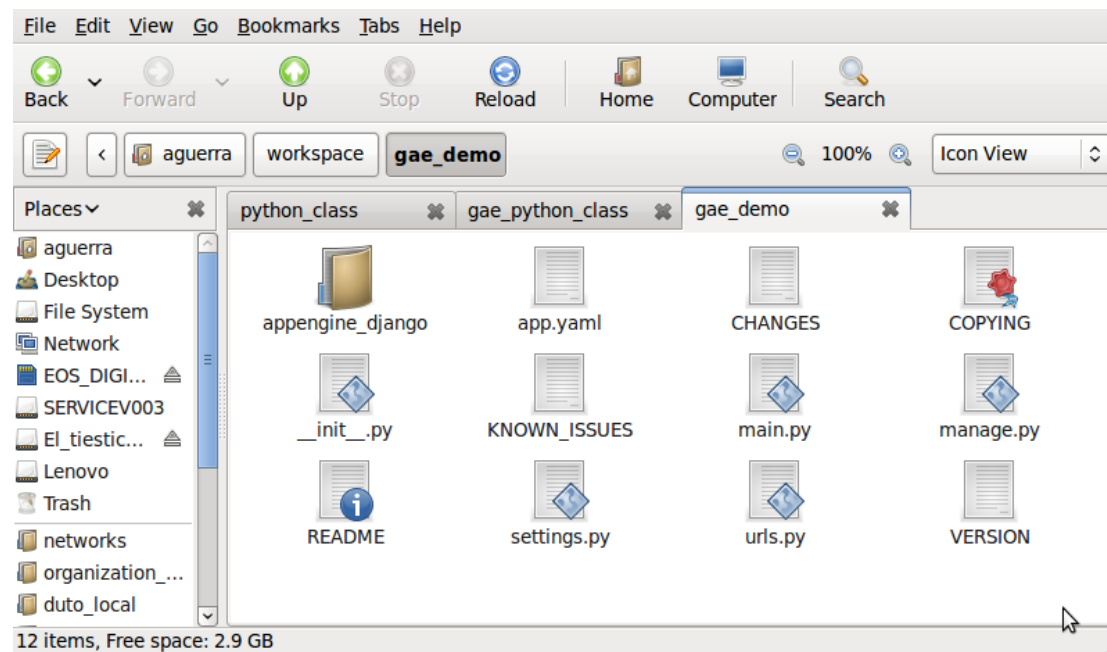 File Edit View Go Bookmarks Tabs Help
Back Forward Up Stop Reload Home Computer Search
aguerra workspace gae_demo 100% Icon View
Places python_class gae_python_class gae_demo
aguerra
Desktop
File System
Network
EOS_DIGI...
SERVICEV003
El_tiestic...
Lenovo
Trash
networks
organization_...
duto_local
appengine_django app.yaml CHANGES COPYING
__init__.py KNOWN_ISSUES main.py manage.py
README settings.py urls.py VERSION
12 items, Free space: 2.9 GB